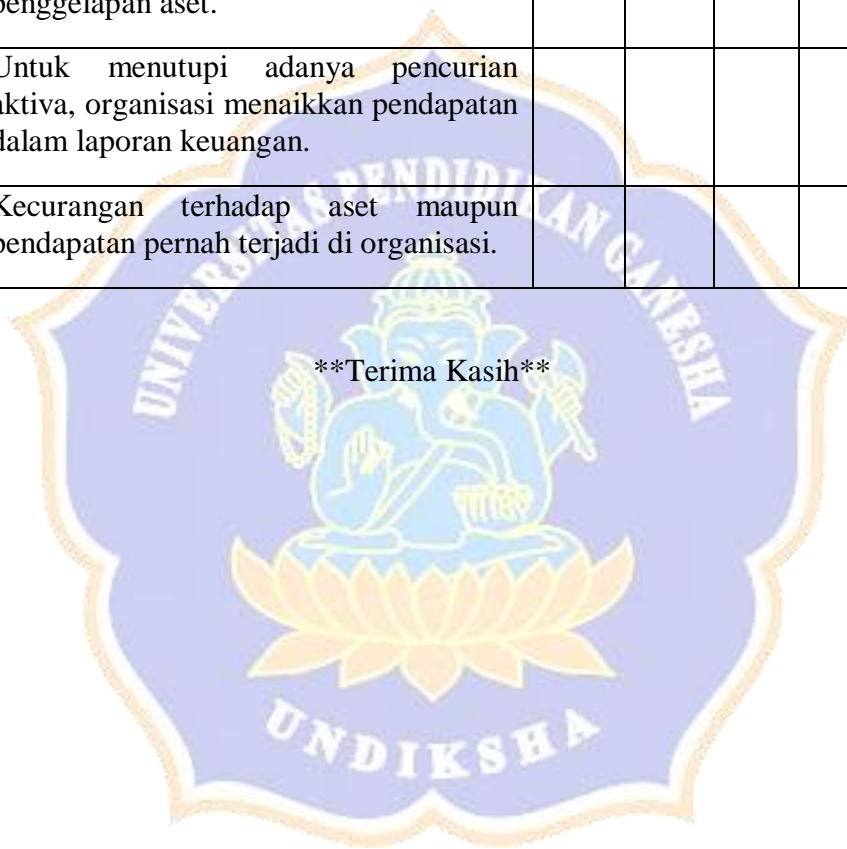 penggelapan aset.
Untuk menutupi adanya pencurian
aktiva, organisasi menaikkan pendapatan
dalam laporan keuangan.
Kecurangan terhadap aset maupun
pendapatan pernah terjadi di organisasi.
**Terima Kasih**
UNIVERSITAS PENDIDIKAN GANESHA
UNDIKSHA